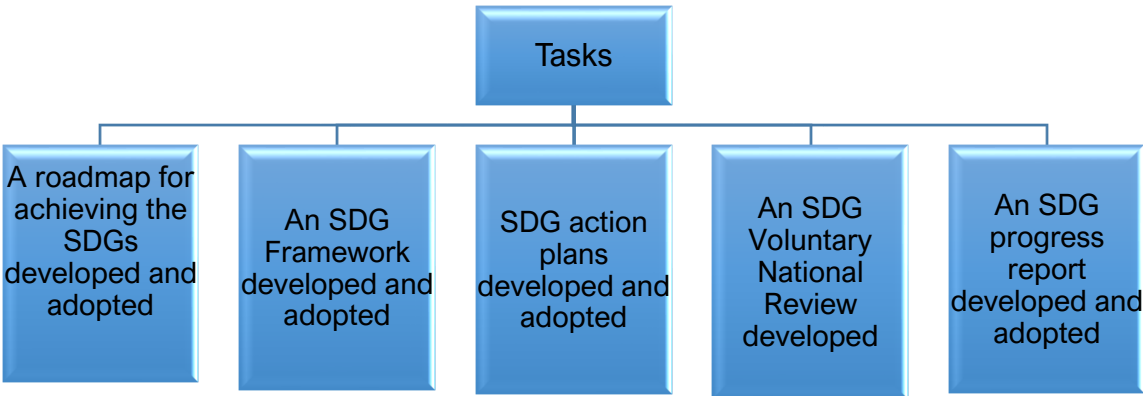 Tasks
A roadmap for
achieving the
SDGs
developed and
adopted
An SDG
Framework
developed and
adopted
SDG action
plans
developed and
adopted
An SDG
Voluntary
National
Review
developed
An SDG
progress
report
developed and
adopted